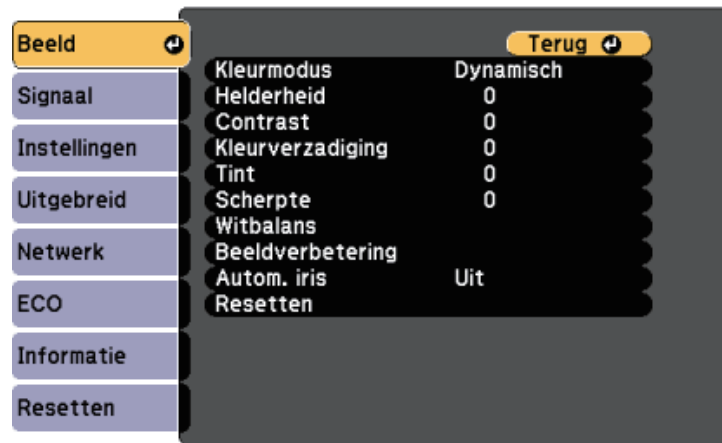 Beeld
Signaal
Instellingen
Uitgebreid
Netwerk
ECO
Informatie
Resetten
Terug
Kleurmodus Dynamisch
Helderheid 0
Contrast 0
Kleurverzadiging 0
Tint 0
Scherpte 0
Witbalans
Beeldverbetering
Autom. iris Uit
Resetten